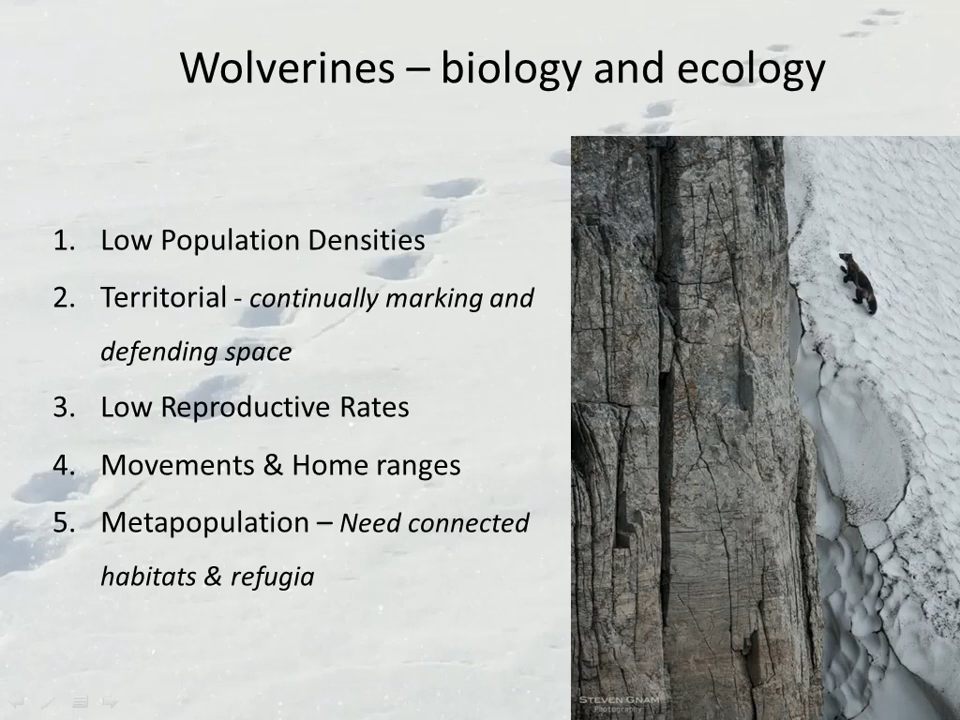 Wolverines – biology and ecology
1. Low Population Densities
2. Territorial - continually marking and
defending space
3. Low Reproductive Rates
4. Movements & Home ranges
5. Metapopulation – Need connected
habitats & refugia
STEVEN GNAM
Photography